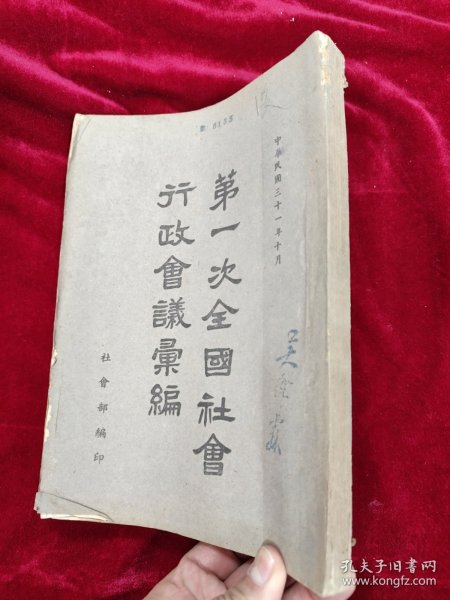 中華民國三十一年十月
第一次全國社會
行政會議彙編
社會部編印
孔夫子旧书网
www.kongfz.com